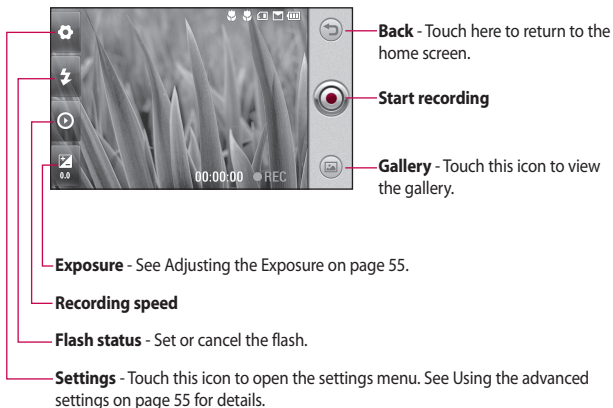 Back - Touch here to return to the
home screen.
Start recording
Gallery - Touch this icon to view
the gallery.
0.0
00:00:00 REC
Exposure - See Adjusting the Exposure on page 55.
Recording speed
Flash status - Set or cancel the flash.
Settings - Touch this icon to open the settings menu. See Using the advanced
settings on page 55 for details.